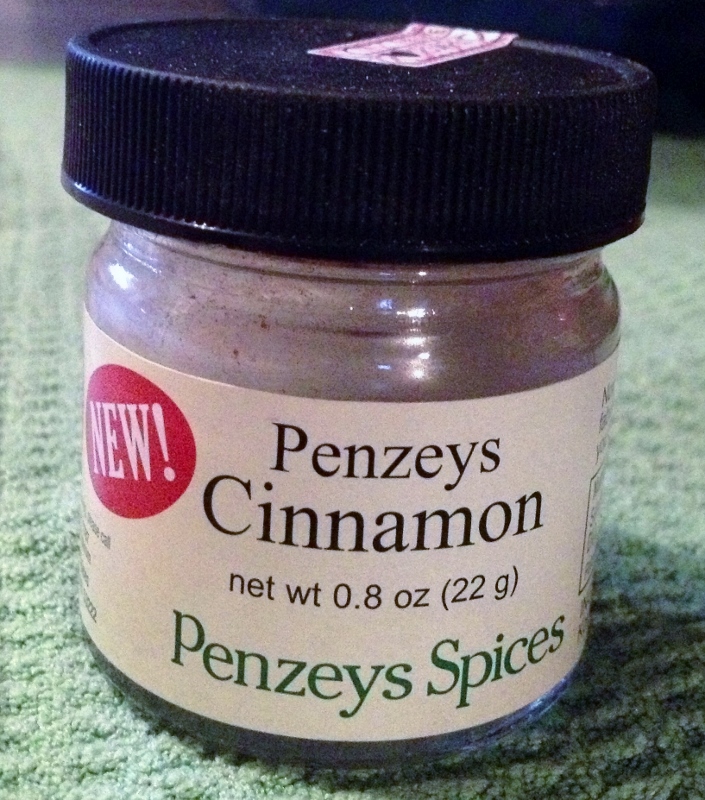 NEW!
Penzeys
Cinnamon
net wt 0.8 oz (22 g)
Penzeys Spices